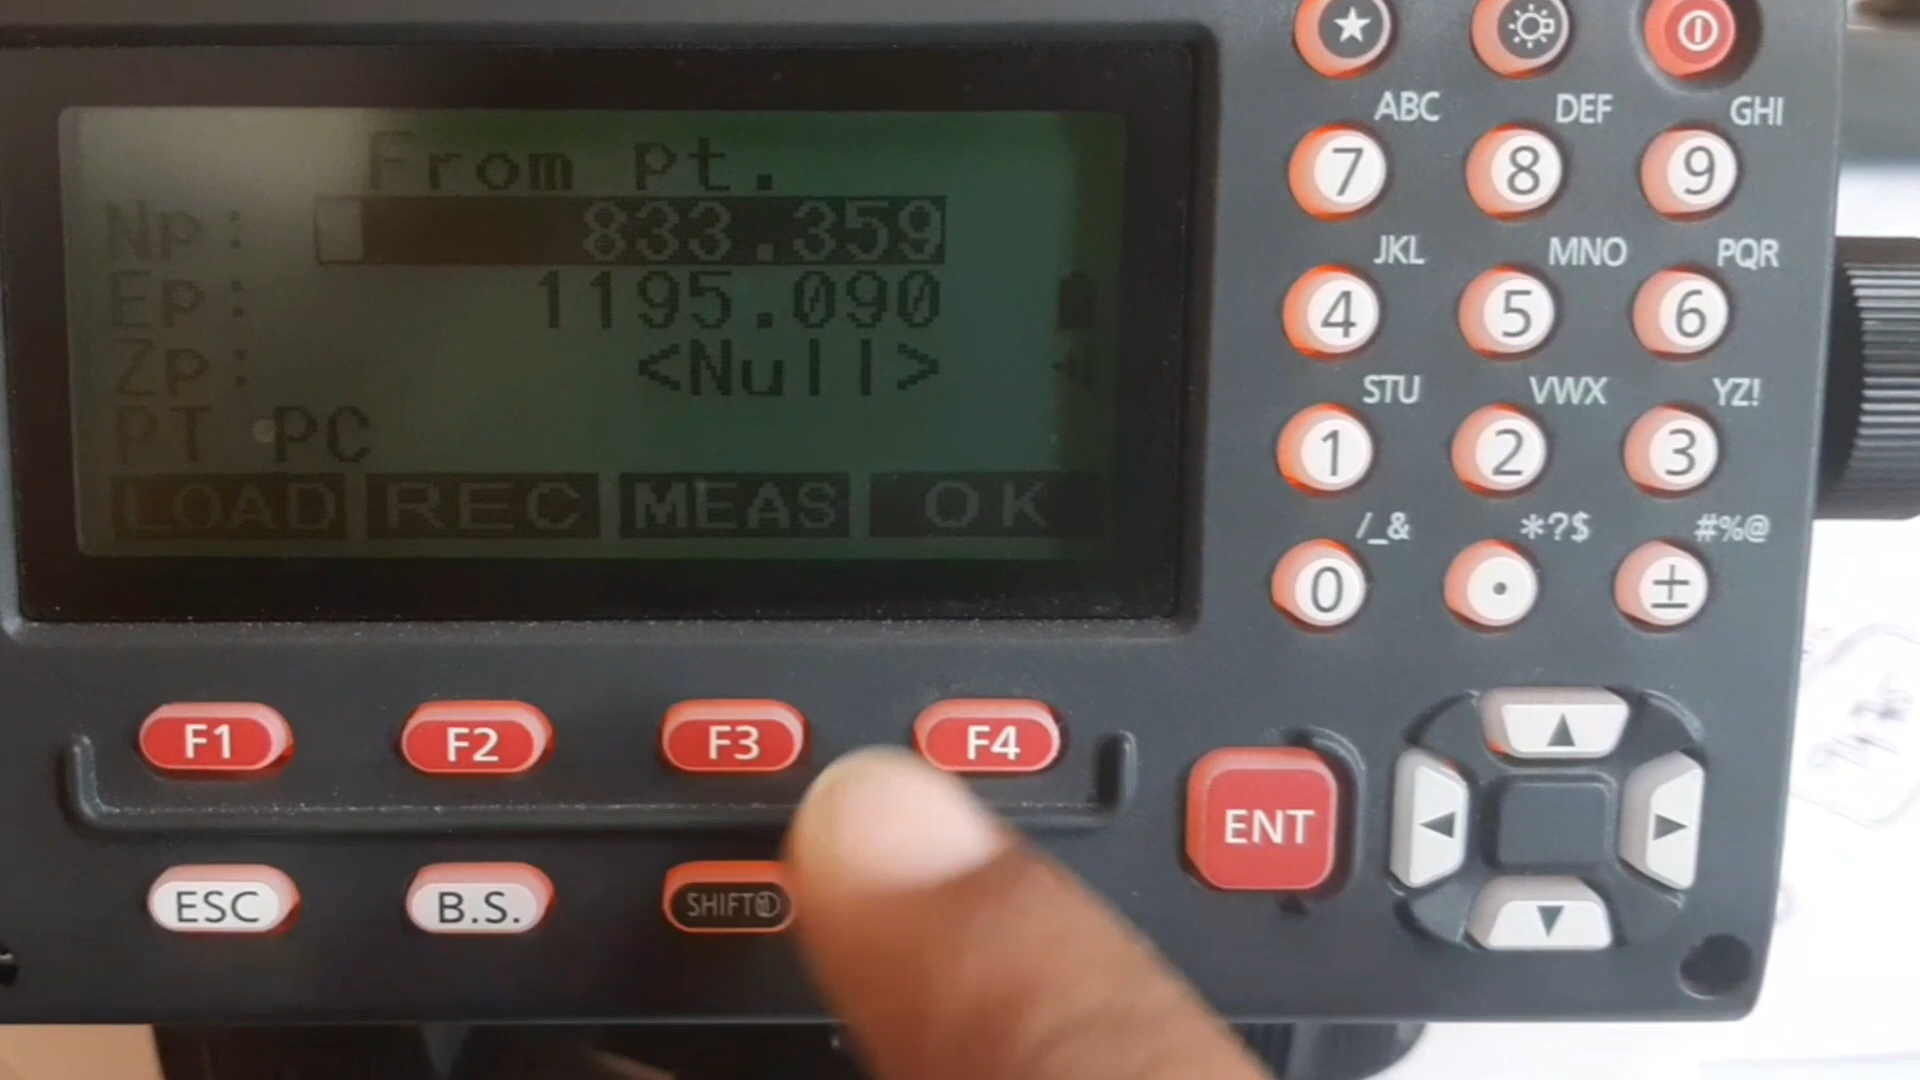 From pt.
Np: 833.359
Ep: 1195.090
Zp: <Null>
PT PC
LOAD REC MEAS OK
ABC DEF GHI
7 8 9
JKL MNO PQR
4 5 6
STU VWX YZ!
1 2 3
/_& *?$ #%@
0 . ±
F1 F2 F3 F4
ENT
ESC B.S. SHIFT